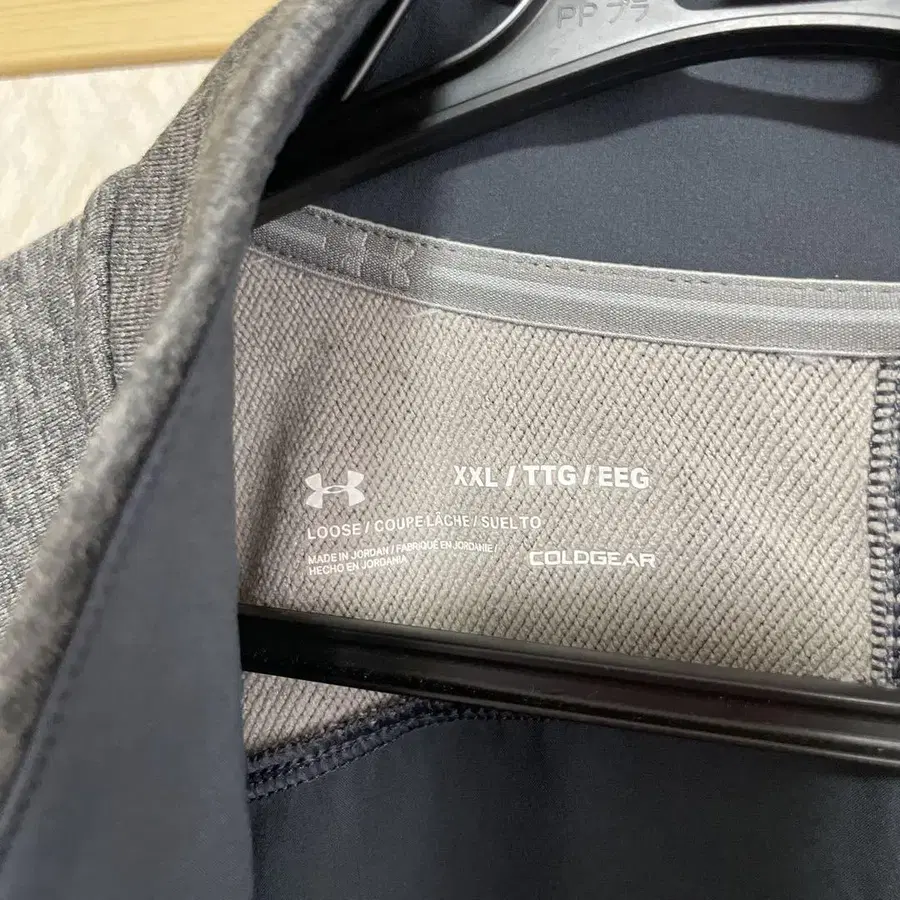 PP プラ
XXL / TTG / EEG
LOOSE / COUPE LÂCHE / SUELTO
MADE IN JORDAN / FABRIQUÉ EN JORDANIE /
HECHO EN JORDANIA
COLDGEAR